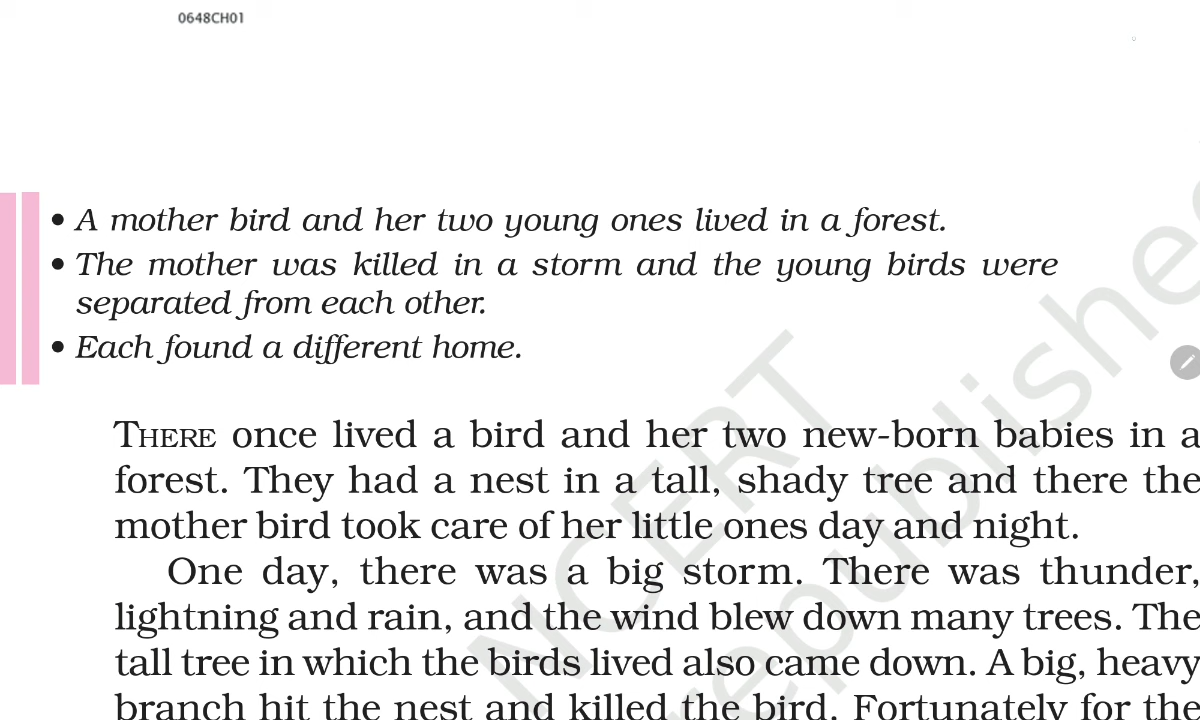 0648CH01
• A mother bird and her two young ones lived in a forest.
• The mother was killed in a storm and the young birds were
separated from each other.
• Each found a different home.
THERE once lived a bird and her two new-born babies in a
forest. They had a nest in a tall, shady tree and there the
mother bird took care of her little ones day and night.
One day, there was a big storm. There was thunder,
lightning and rain, and the wind blew down many trees. The
tall tree in which the birds lived also came down. A big, heavy
branch hit the nest and killed the bird. Fortunately for the
NCERT
republishe